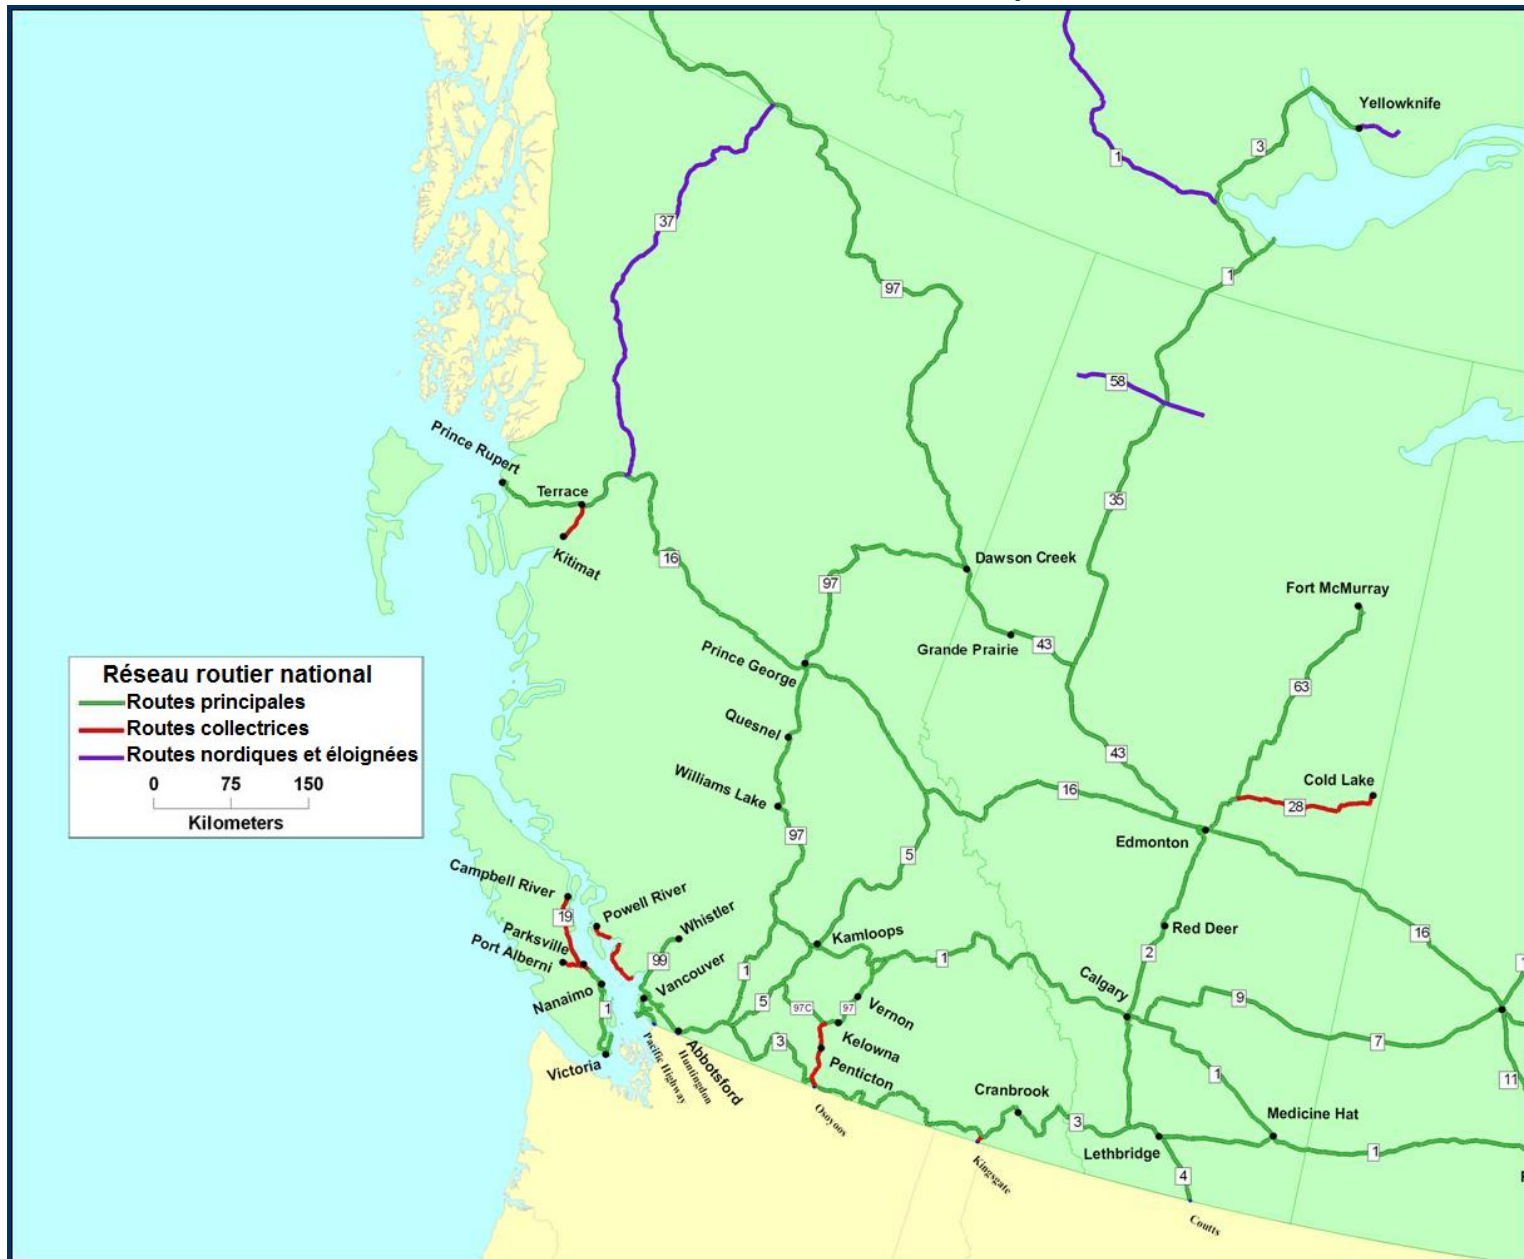 Yellowknife
3
1
37
1
97
58
Prince Rupert
Terrace
35
Kitimat
16
Dawson Creek
97
Fort McMurray
Grande Prairie
43
Prince George
63
Réseau routier national
Routes principales
Routes collectrices
Routes nordiques et éloignées
0 75 150
Kilometers
Quesnel
43
Williams Lake
16
Cold Lake
28
97
Edmonton
5
Campbell River
19
Powell River
Whistler
Parksville
Port Alberni
99
Kamloops
Red Deer
16
1
1
2
Vancouver
Nanaimo
1
5
97C
97
Vernon
Calgary
9
7
Kelowna
3
Victoria
Pacific Highway
Huntingdon
Abbotsford
Penticton
Osoyoos
Cranbrook
3
1
11
Medicine Hat
Lethbridge
1
Kingsgate
4
Coutts